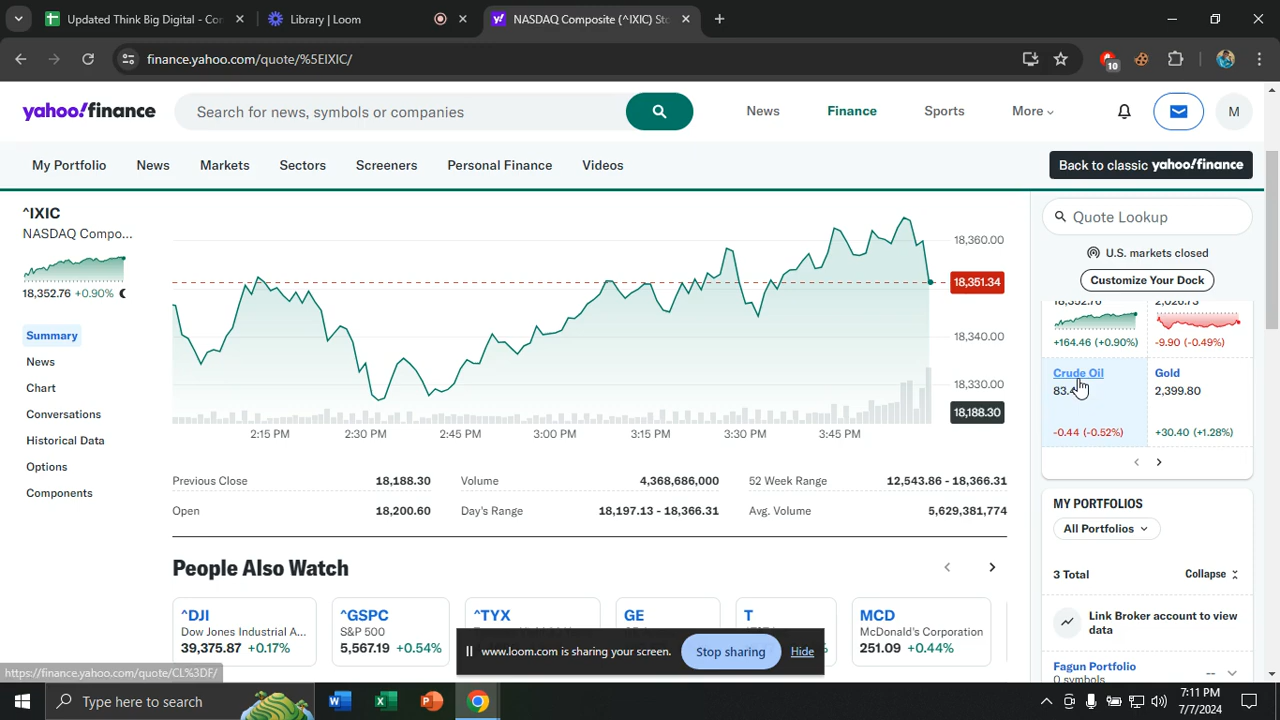 Updated Think Big Digital - Con
Library | Loom
NASDAQ Composite (^IXIC) Sto
finance.yahoo.com/quote/%5EIXIC/
10
yahoo!finance
Search for news, symbols or companies
News
Finance
Sports
More
M
My Portfolio
News
Markets
Sectors
Screeners
Personal Finance
Videos
Back to classic yahoo!finance
^IXIC
NASDAQ Compo...
18,352.76 +0.90%
Summary
News
Chart
Conversations
Historical Data
Options
Components
18,360.00
18,351.34
18,340.00
18,330.00
18,188.30
2:15 PM
2:30 PM
2:45 PM
3:00 PM
3:15 PM
3:30 PM
3:45 PM
Previous Close 18,188.30
Volume 4,368,686,000
52 Week Range 12,543.86 - 18,366.31
Open 18,200.60
Day's Range 18,197.13 - 18,366.31
Avg. Volume 5,629,381,774
People Also Watch
^DJI
Dow Jones Industrial A...
39,375.87 +0.17%
^GSPC
S&P 500
5,567.19 +0.54%
^TYX
GE
T
MCD
McDonald's Corporation
251.09 +0.44%
Quote Lookup
U.S. markets closed
Customize Your Dock
18,352.76
2,026.73
+164.46 (+0.90%)
-9.90 (-0.49%)
Crude Oil
83.
-0.44 (-0.52%)
Gold
2,399.80
+30.40 (+1.28%)
MY PORTFOLIOS
All Portfolios
3 Total
Collapse
Link Broker account to view
data
Fagun Portfolio
0 symbols
--
www.loom.com is sharing your screen.
Stop sharing
Hide
https://finance.yahoo.com/quote/CL%3DF/
Type here to search
7:11 PM
7/7/2024